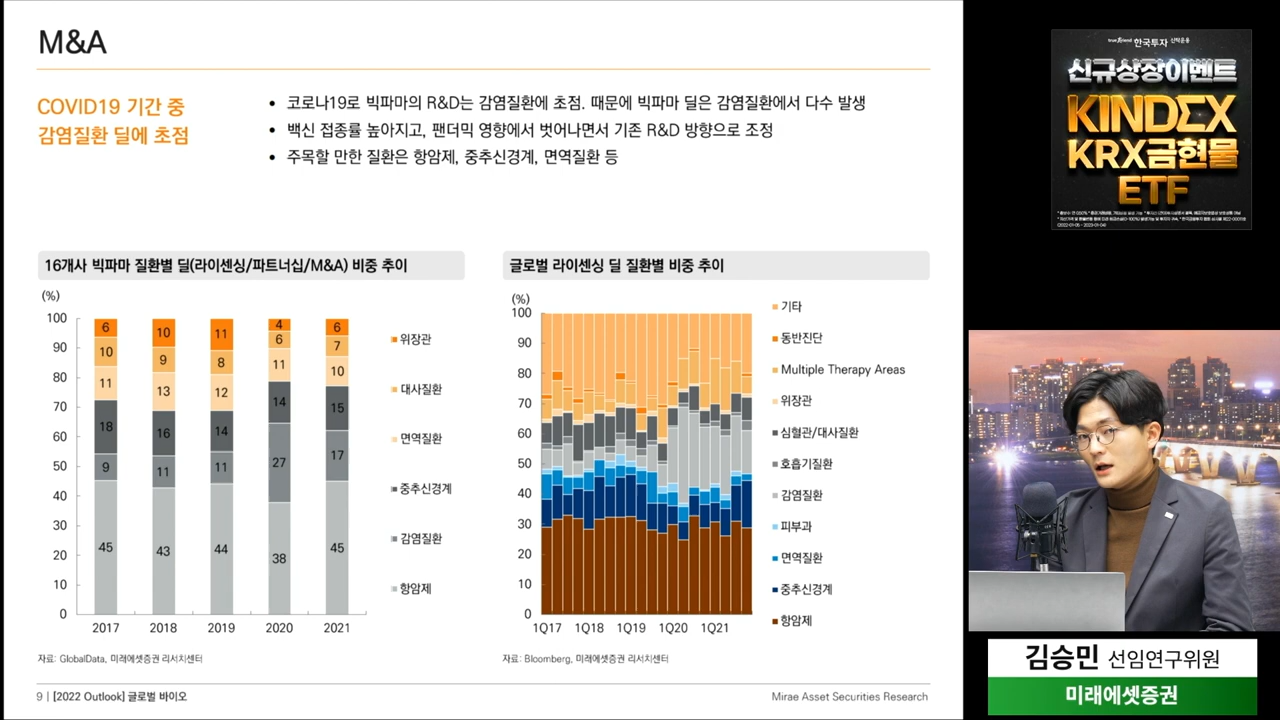 M&A
COVID19 기간 중
감염질환 딜에 초점
• 코로나19로 빅파마의 R&D는 감염질환에 초점. 때문에 빅파마 딜은 감염질환에서 다수 발생
• 백신 접종률 높아지고, 팬더믹 영향에서 벗어나면서 기존 R&D 방향으로 조정
• 주목할 만한 질환은 항암제, 중추신경계, 면역질환 등
16개사 빅파마 질환별 딜(라이센싱/파트너십/M&A) 비중 추이
(%)
100
90
80
70
60
50
40
30
20
10
0
6 10 11 4 6
10 9 8 6 7
11 13 12 11 10
18 16 14 14 15
9 11 11 27 17
45 43 44 38 45
2017 2018 2019 2020 2021
위장관
대사질환
면역질환
중추신경계
감염질환
항암제
자료: GlobalData, 미래에셋증권 리서치센터
글로벌 라이센싱 딜 질환별 비중 추이
(%)
100
90
80
70
60
50
40
30
20
10
0
1Q17 1Q18 1Q19 1Q20 1Q21
기타
동반진단
Multiple Therapy Areas
위장관
심혈관/대사질환
호흡기질환
감염질환
피부과
면역질환
중추신경계
항암제
자료: Bloomberg, 미래에셋증권 리서치센터
9 | [2022 Outlook] 글로벌 바이오
Mirae Asset Securities Research
한국투자 신탁운용
신규상장이벤트
KINDEX
KRX금현물
ETF
김승민 선임연구위원
미래에셋증권